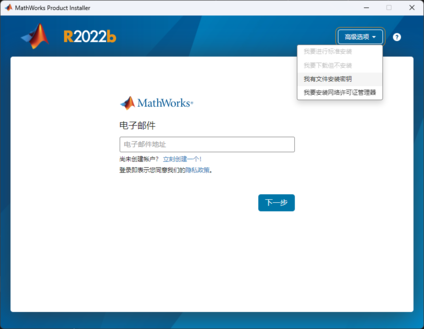 MathWorks Product Installer
R2022b
高级选项
?
我要进行标准安装
我要下载但不安装
我有文件安装密钥
我要安装网络许可证管理器
MathWorks®
电子邮件
电子邮件地址
尚未创建帐户? 立刻创建一个!
登录即表示您同意我们的隐私政策。
下一步